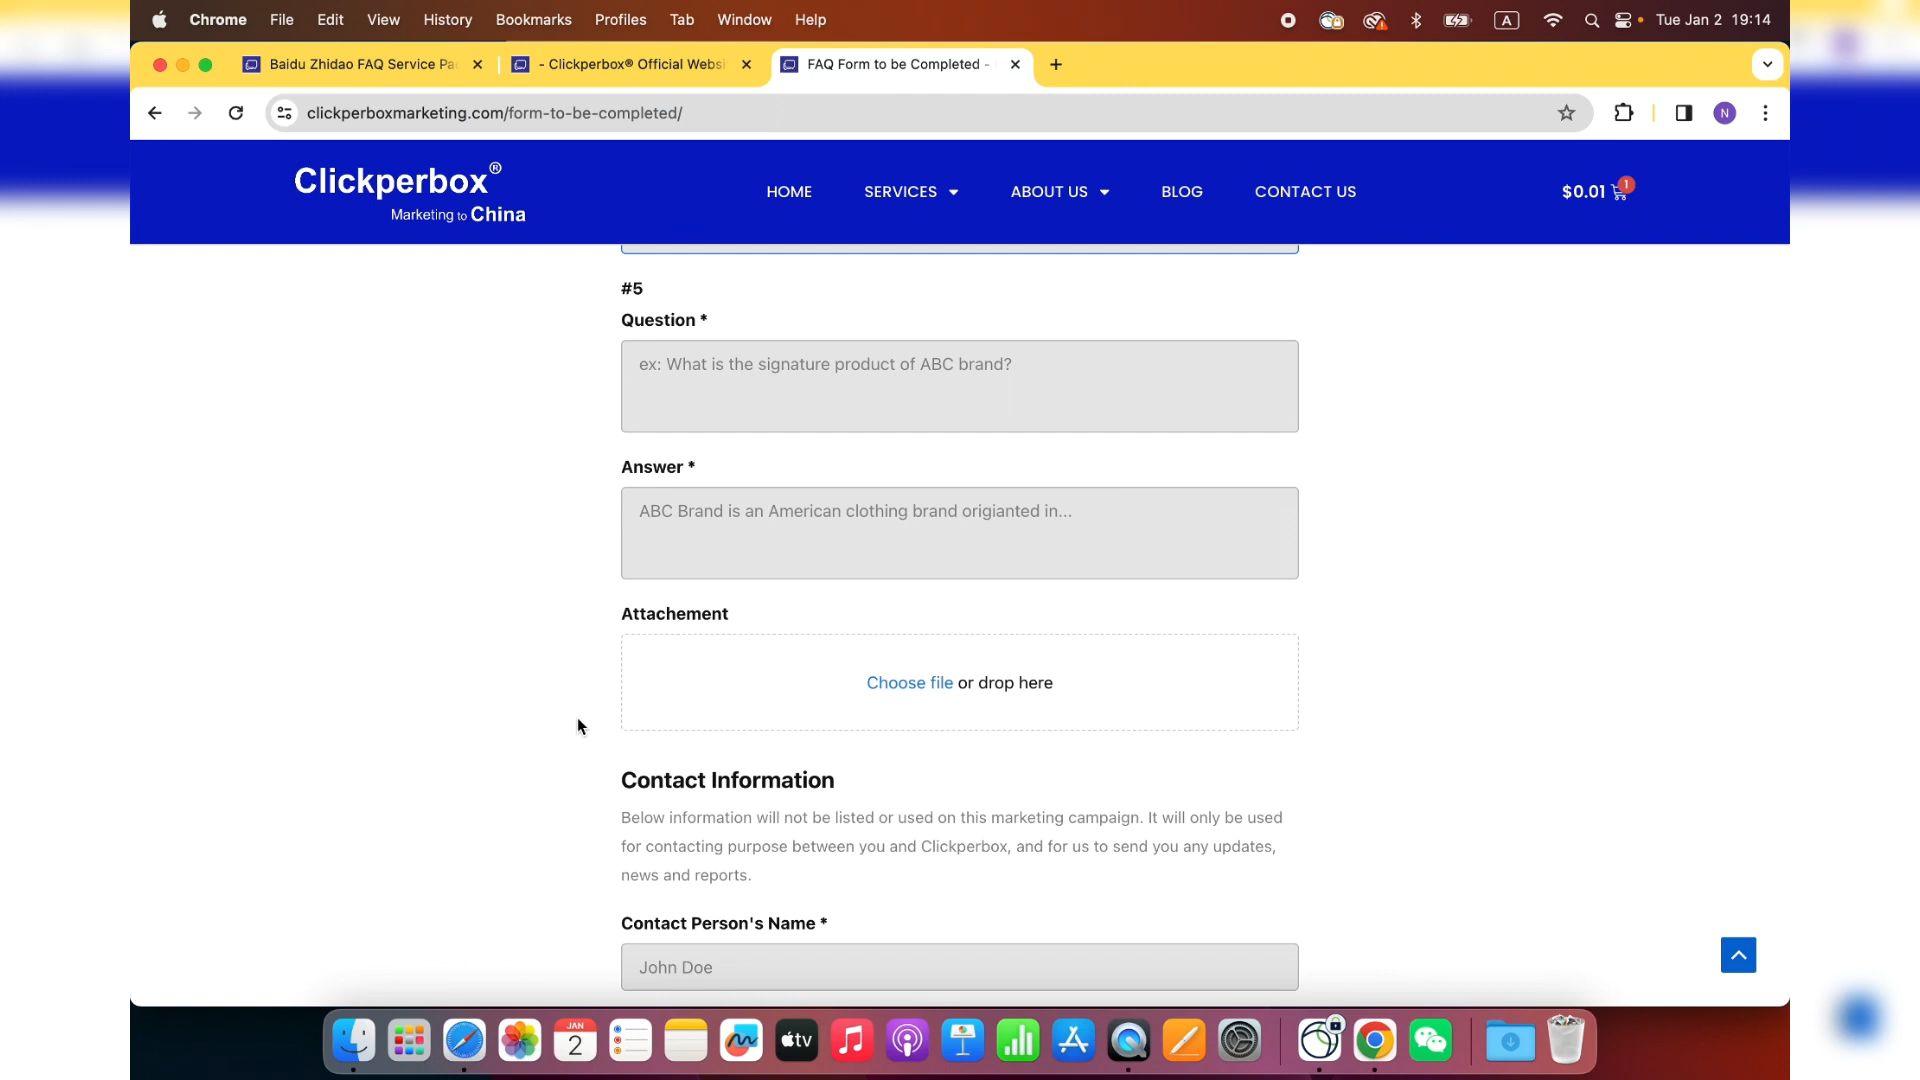 Chrome File Edit View History Bookmarks Profiles Tab Window Help A Tue Jan 2 19:14
Baidu Zhidao FAQ Service Pa - Clickperbox® Official Websi FAQ Form to be Completed -
clickperboxmarketing.com/form-to-be-completed/ N
Clickperbox®
Marketing to China
HOME SERVICES ABOUT US BLOG CONTACT US $0.01 1
#5
Question *
ex: What is the signature product of ABC brand?
Answer *
ABC Brand is an American clothing brand origianted in...
Attachement
Choose file or drop here
Contact Information
Below information will not be listed or used on this marketing campaign. It will only be used
for contacting purpose between you and Clickperbox, and for us to send you any updates,
news and reports.
Contact Person's Name *
John Doe
JAN
2
tv